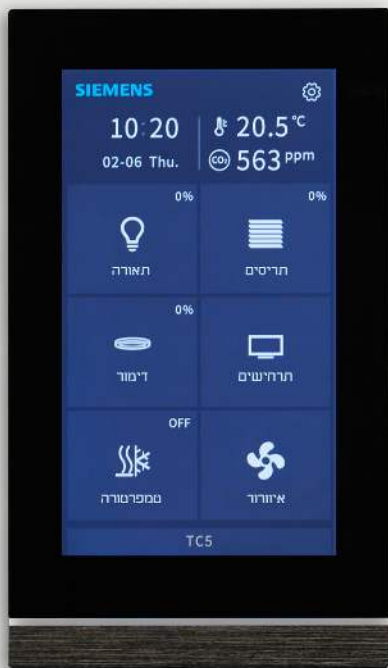 SIEMENS
10:20
20.5 °C
02-06 Thu.
CO₂ 563 ppm
0%
0%
תאורה
תריסים
0%
דימור
תרחישים
OFF
טמפרטורה
איוורור
TC5